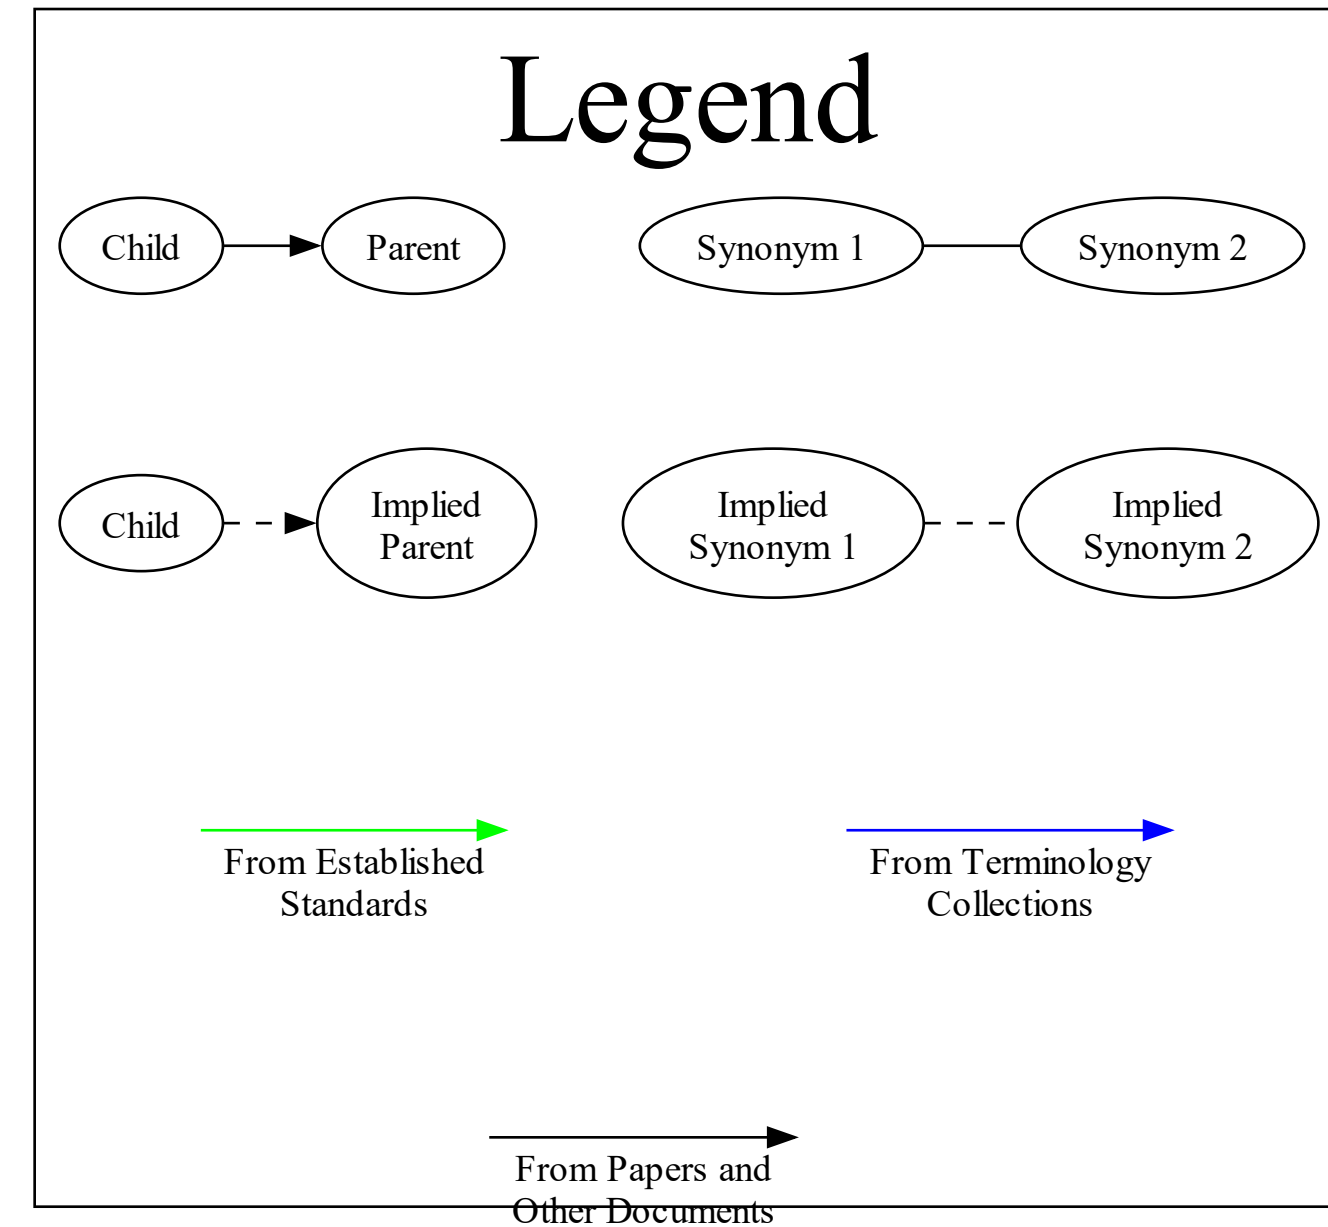 Legend
Child
Parent
Synonym 1
Synonym 2
Child
Implied
Parent
Implied
Synonym 1
Implied
Synonym 2
From Established
Standards
From Terminology
Collections
From Papers and
Other Documents